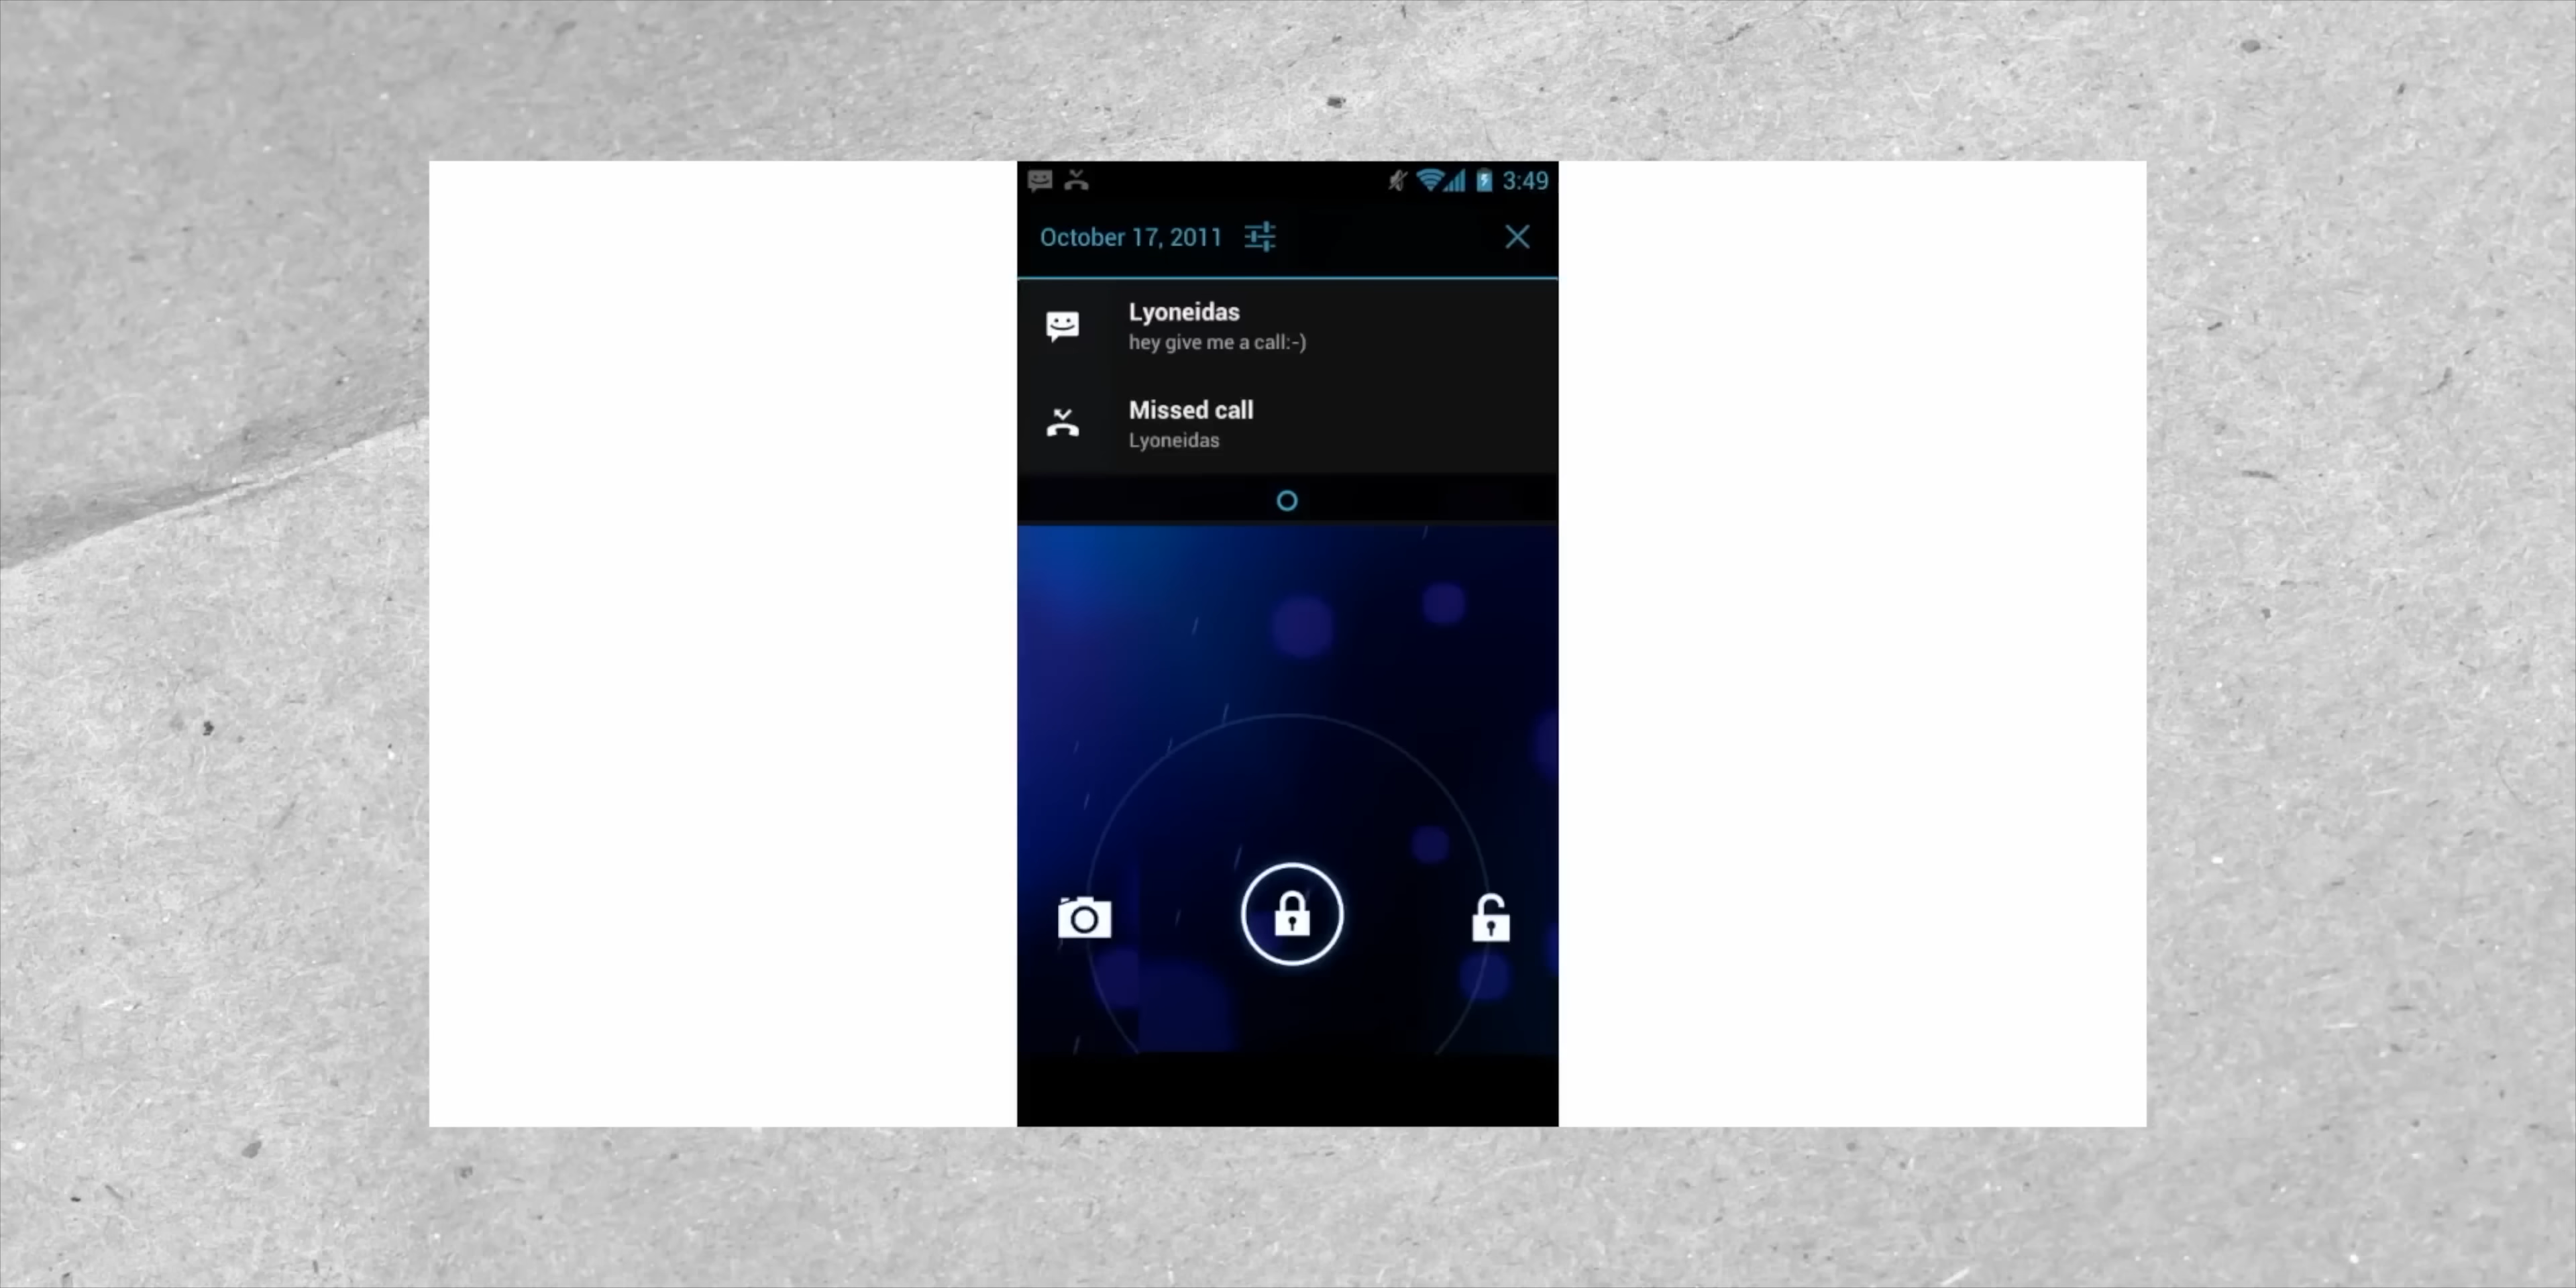 3:49
October 17, 2011
Lyoneidas
hey give me a call:-)
Missed call
Lyoneidas